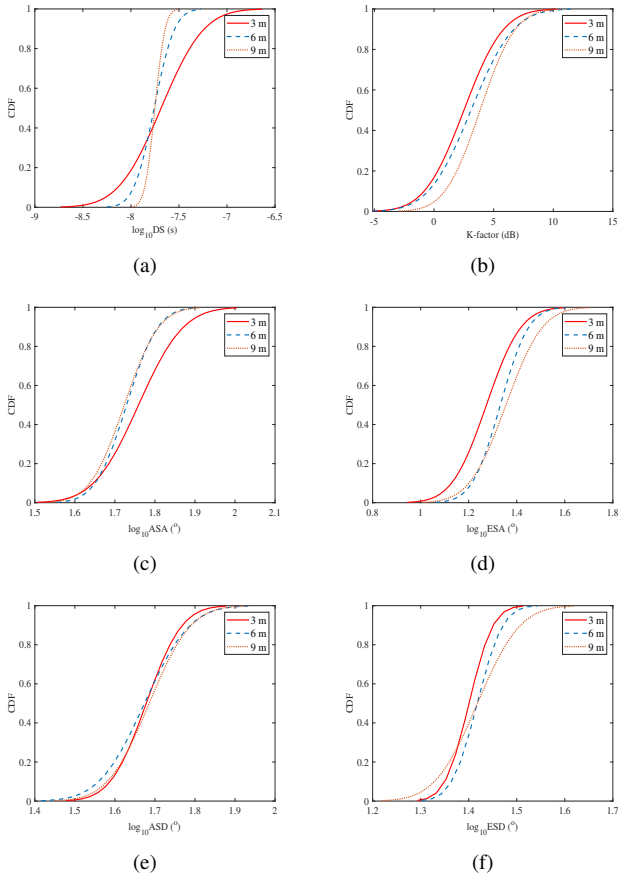 1
0.8
0.6
0.4
0.2
0
CDF
3 m
6 m
9 m
-9 -8.5 -8 -7.5 -7 -6.5
log10DS (s)
(a)
1
0.8
0.6
0.4
0.2
0
CDF
3 m
6 m
9 m
-5 0 5 10 15
K-factor (dB)
(b)
1
0.8
0.6
0.4
0.2
0
CDF
3 m
6 m
9 m
1.5 1.6 1.7 1.8 1.9 2 2.1
log10ASA (o)
(c)
1
0.8
0.6
0.4
0.2
0
CDF
3 m
6 m
9 m
0.8 1 1.2 1.4 1.6 1.8
log10ESA (o)
(d)
1
0.8
0.6
0.4
0.2
0
CDF
3 m
6 m
9 m
1.4 1.5 1.6 1.7 1.8 1.9 2
log10ASD (o)
(e)
1
0.8
0.6
0.4
0.2
0
CDF
3 m
6 m
9 m
1.2 1.3 1.4 1.5 1.6 1.7
log10ESD (o)
(f)